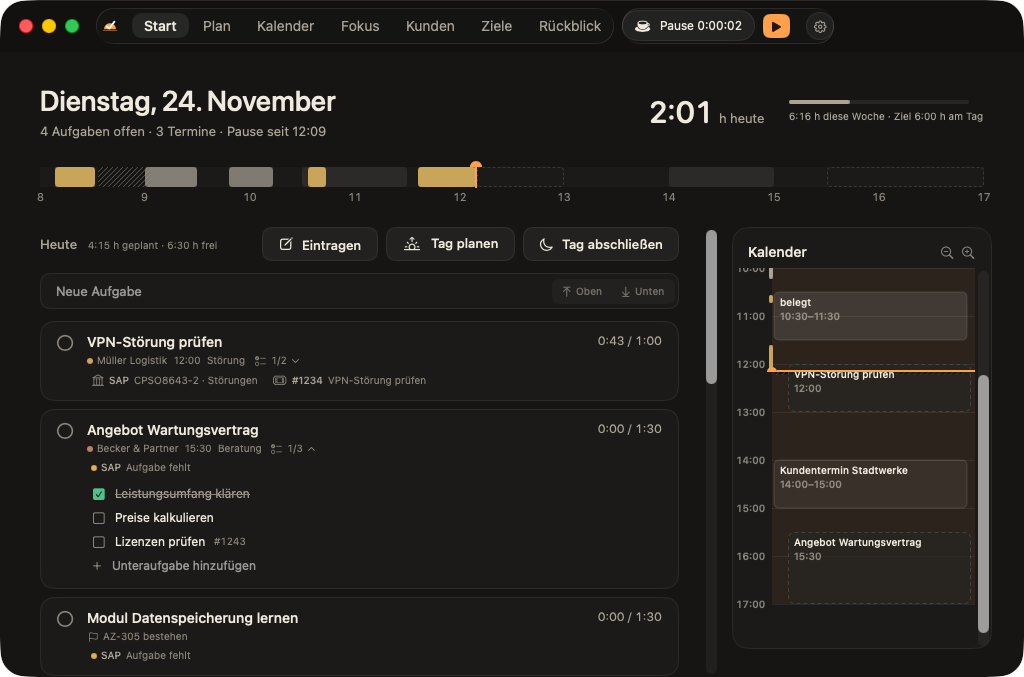 Start Plan Kalender Fokus Kunden Ziele Rückblick Pause 0:00:02
Dienstag, 24. November
4 Aufgaben offen · 3 Termine · Pause seit 12:09
2:01 h heute
6:16 h diese Woche · Ziel 6:00 h am Tag
8 9 10 11 12 13 14 15 16 17
Heute 4:15 h geplant · 6:30 h frei
Eintragen Tag planen Tag abschließen
Neue Aufgabe Oben Unten
VPN-Störung prüfen 0:43 / 1:00
Müller Logistik 12:00 Störung 1/2
SAP CPSO8643-2 · Störungen #1234 VPN-Störung prüfen
Angebot Wartungsvertrag 0:00 / 1:30
Becker & Partner 15:30 Beratung 1/3
SAP Aufgabe fehlt
Leistungsumfang klären
Preise kalkulieren
Lizenzen prüfen #1243
+ Unteraufgabe hinzufügen
Modul Datenspeicherung lernen 0:00 / 1:30
AZ-305 bestehen
SAP Aufgabe fehlt
Kalender
10:00
belegt
11:00 10:30–11:30
12:00
VPN-Störung prüfen
12:00
13:00
14:00
Kundentermin Stadtwerke
14:00–15:00
15:00
Angebot Wartungsvertrag
16:00 15:30
17:00